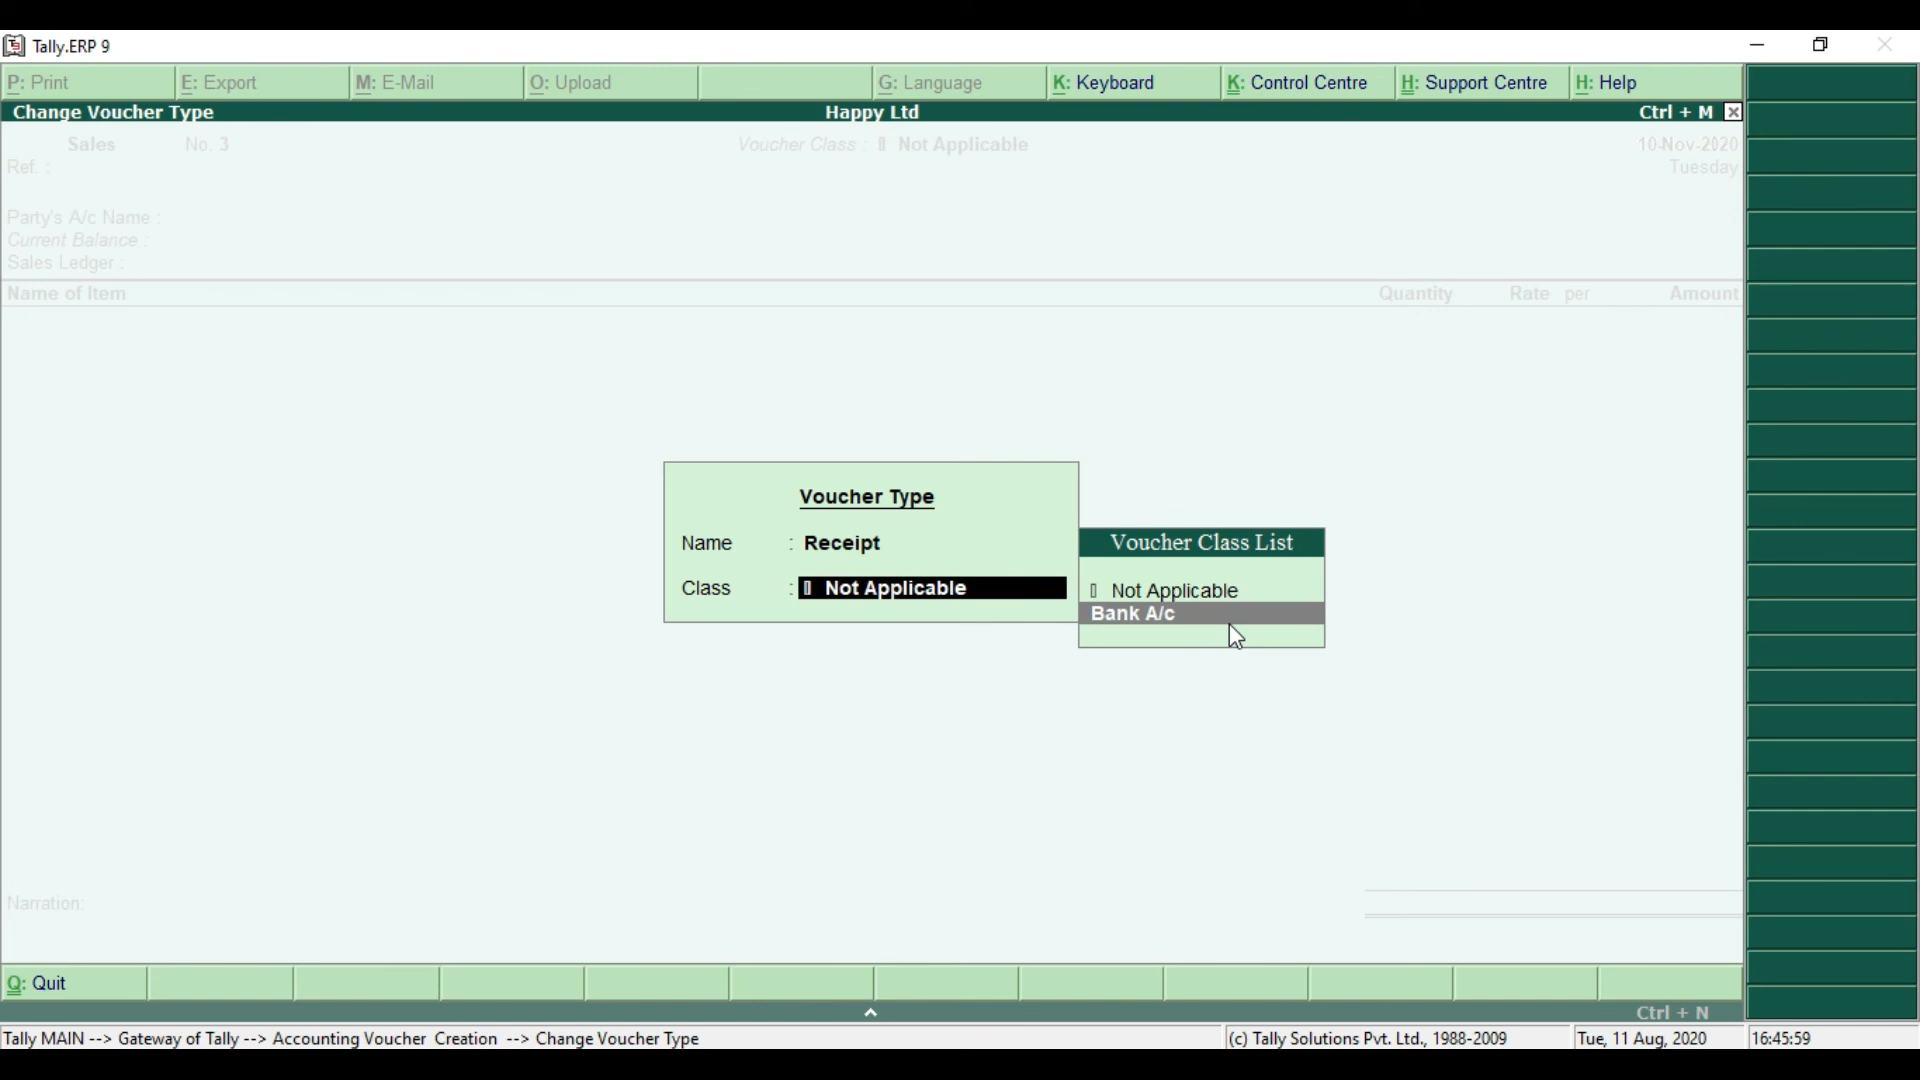 Tally.ERP 9
P: Print E: Export M: E-Mail O: Upload G: Language K: Keyboard K: Control Centre H: Support Centre H: Help
Change Voucher Type Happy Ltd Ctrl + M
Sales No. 3 Voucher Class : Not Applicable 10-Nov-2020
Ref. : Tuesday
Party's A/c Name :
Current Balance :
Sales Ledger :
Name of Item Quantity Rate per Amount
Voucher Type
Name : Receipt
Class : Not Applicable
Voucher Class List
Not Applicable
Bank A/c
Narration:
Q: Quit
Ctrl + N
Tally MAIN --> Gateway of Tally --> Accounting Voucher Creation --> Change Voucher Type (c) Tally Solutions Pvt. Ltd., 1988-2009 Tue, 11 Aug, 2020 16:45:59